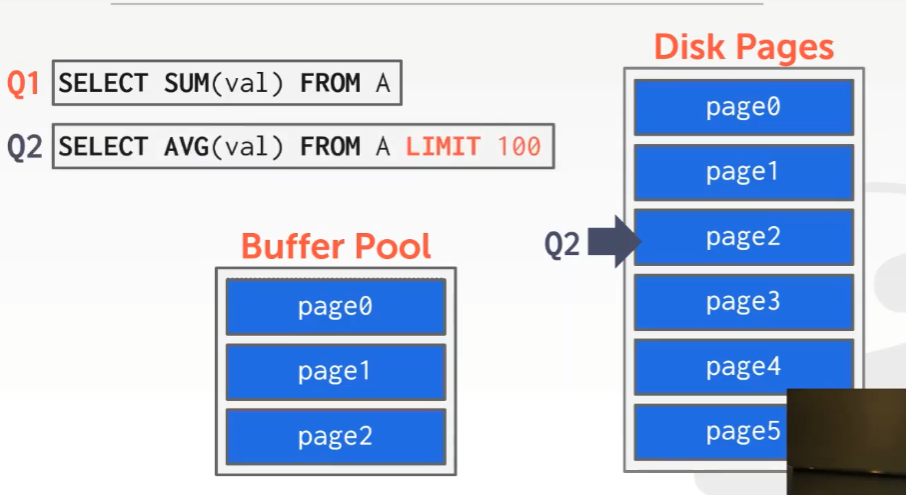 Disk Pages
Q1 SELECT SUM(val) FROM A
Q2 SELECT AVG(val) FROM A LIMIT 100
Buffer Pool
page0
page1
page2
Q2
page0
page1
page2
page3
page4
page5